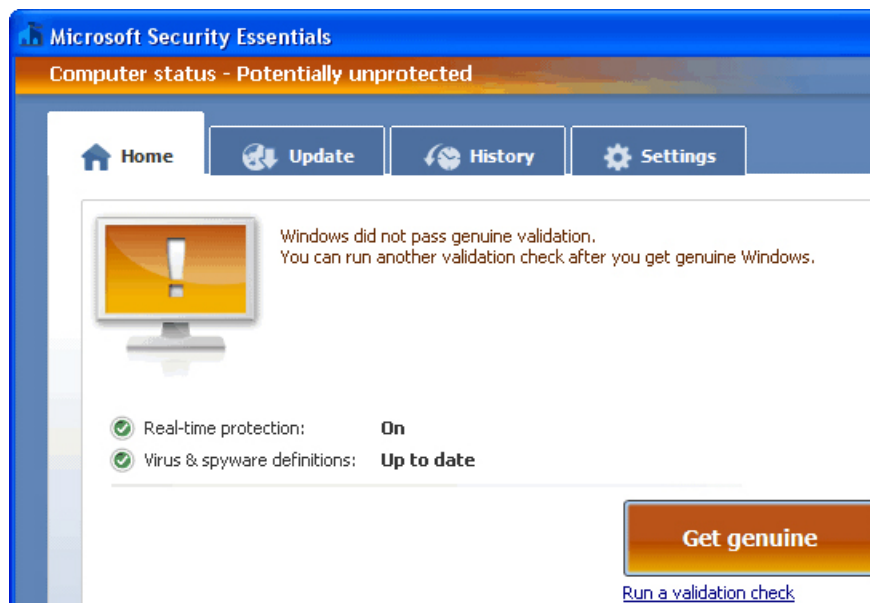 Microsoft Security Essentials
Computer status - Potentially unprotected
Home
Update
History
Settings
Windows did not pass genuine validation.
You can run another validation check after you get genuine Windows.
Real-time protection: On
Virus & spyware definitions: Up to date
Get genuine
Run a validation check